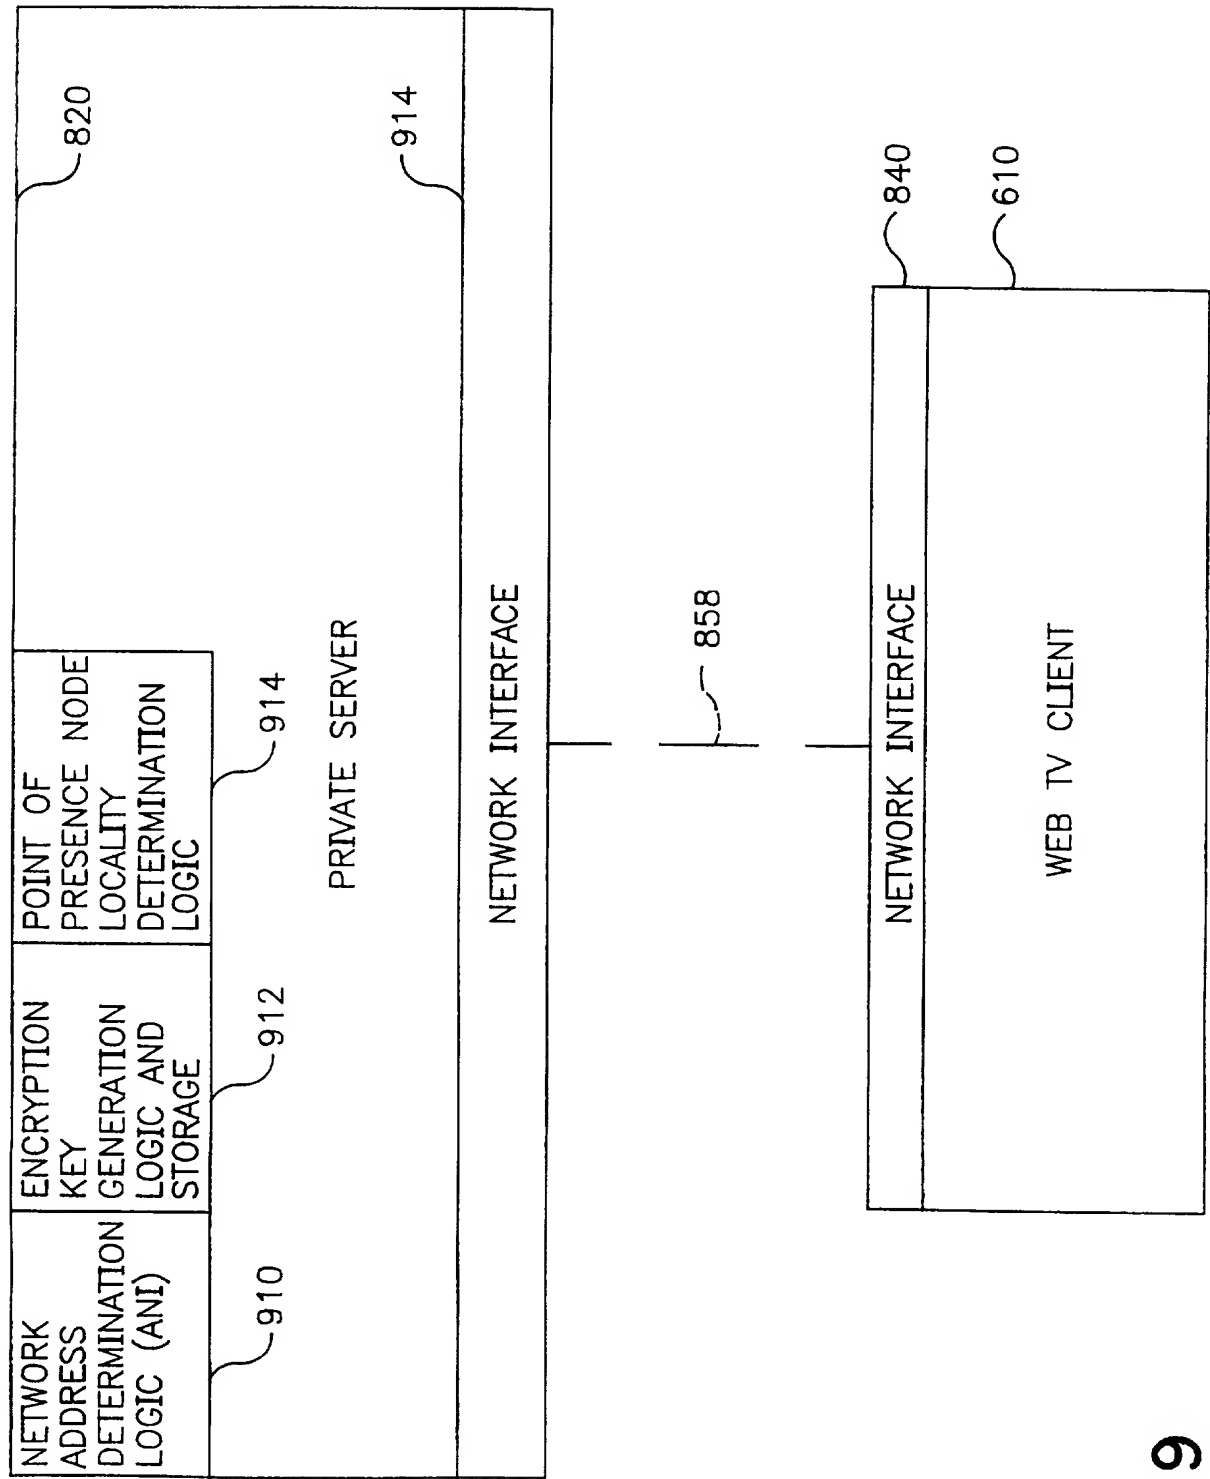 NETWORK
ADDRESS
DETERMINATION
LOGIC (ANI)
ENCRYPTION
KEY
GENERATION
LOGIC AND
STORAGE
POINT OF
PRESENCE NODE
LOCALITY
DETERMINATION
LOGIC
820
910
912
914
PRIVATE SERVER
914
NETWORK INTERFACE
858
NETWORK INTERFACE
840
WEB TV CLIENT
610
9